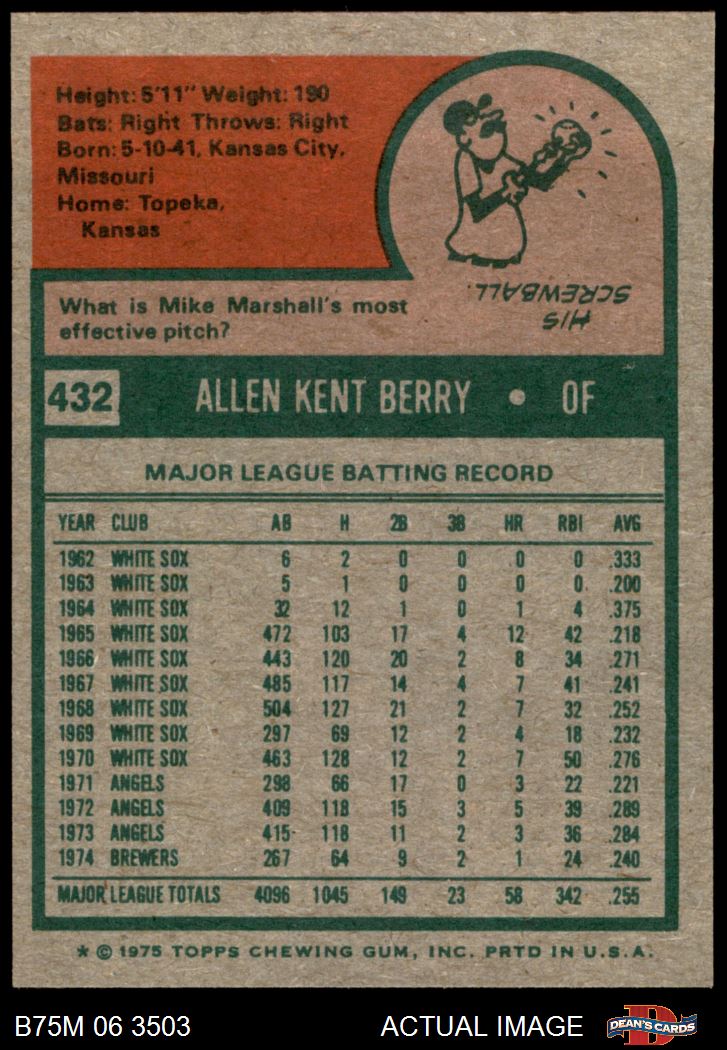 Height: 5'11" Weight: 190
Bats: Right Throws: Right
Born: 5-10-41, Kansas City,
Missouri
Home: Topeka,
Kansas
What is Mike Marshall's most
effective pitch?
HIS
SCREWBALL
432 ALLEN KENT BERRY • OF
MAJOR LEAGUE BATTING RECORD
YEAR CLUB AB H 2B 3B HR RBI AVG
1962 WHITE SOX 6 2 0 0 0 0 .333
1963 WHITE SOX 5 1 0 0 0 0 .200
1964 WHITE SOX 32 12 1 0 1 4 .375
1965 WHITE SOX 472 103 17 4 12 42 .218
1966 WHITE SOX 443 120 20 2 8 34 .271
1967 WHITE SOX 485 117 14 4 7 41 .241
1968 WHITE SOX 504 127 21 2 7 32 .252
1969 WHITE SOX 297 69 12 2 4 18 .232
1970 WHITE SOX 463 128 12 2 7 50 .276
1971 ANGELS 298 66 17 0 3 22 .221
1972 ANGELS 409 118 15 3 5 39 .289
1973 ANGELS 415 118 11 2 3 36 .284
1974 BREWERS 267 64 9 2 1 24 .240
MAJOR LEAGUE TOTALS 4096 1045 149 23 58 342 .255
* © 1975 TOPPS CHEWING GUM, INC. PRTD IN U.S.A.
B75M 06 3503 ACTUAL IMAGE DEAN'S CARDS